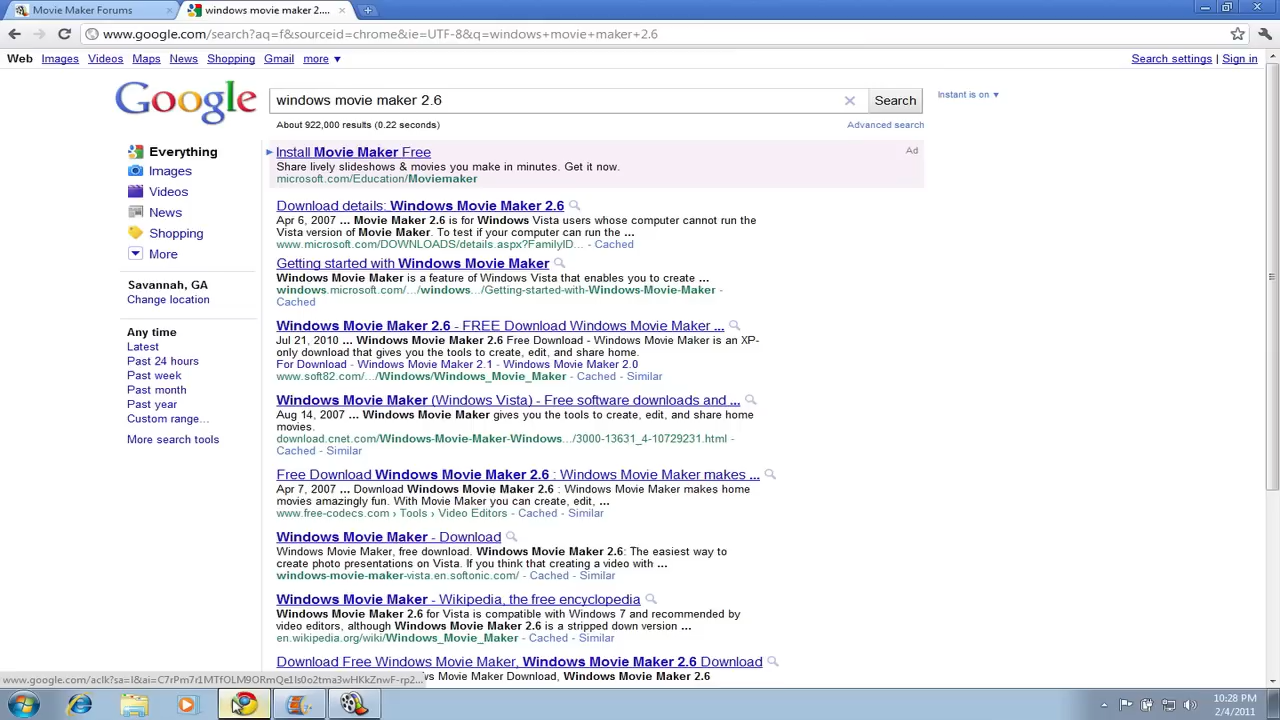 Movie Maker Forums
windows movie maker 2....
www.google.com/search?aq=f&sourceid=chrome&ie=UTF-8&q=windows+movie+maker+2.6
Web Images Videos Maps News Shopping Gmail more ▼
Search settings | Sign in
Google
windows movie maker 2.6
Search
Instant is on ▼
About 922,000 results (0.22 seconds)
Advanced search
Everything
Images
Videos
News
Shopping
More
Savannah, GA
Change location
Any time
Latest
Past 24 hours
Past week
Past month
Past year
Custom range...
More search tools
Install Movie Maker Free
Ad
Share lively slideshows & movies you make in minutes. Get it now.
microsoft.com/Education/Moviemaker
Download details: Windows Movie Maker 2.6
Apr 6, 2007 ... Movie Maker 2.6 is for Windows Vista users whose computer cannot run the
Vista version of Movie Maker. To test if your computer can run the ...
www.microsoft.com/DOWNLOADS/details.aspx?FamilyID... - Cached
Getting started with Windows Movie Maker
Windows Movie Maker is a feature of Windows Vista that enables you to create ...
windows.microsoft.com/.../windows.../Getting-started-with-Windows-Movie-Maker -
Cached
Windows Movie Maker 2.6 - FREE Download Windows Movie Maker ...
Jul 21, 2010 ... Windows Movie Maker 2.6 Free Download - Windows Movie Maker is an XP-
only download that gives you the tools to create, edit, and share home.
For Download - Windows Movie Maker 2.1 - Windows Movie Maker 2.0
www.soft82.com/.../Windows/Windows_Movie_Maker - Cached - Similar
Windows Movie Maker (Windows Vista) - Free software downloads and ...
Aug 14, 2007 ... Windows Movie Maker gives you the tools to create, edit, and share home
movies.
download.cnet.com/Windows-Movie-Maker-Windows.../3000-13631_4-10729231.html -
Cached - Similar
Free Download Windows Movie Maker 2.6 : Windows Movie Maker makes ...
Apr 7, 2007 ... Download Windows Movie Maker 2.6 : Windows Movie Maker makes home
movies amazingly fun. With Movie Maker you can create, edit, ...
www.free-codecs.com › Tools › Video Editors - Cached - Similar
Windows Movie Maker - Download
Windows Movie Maker, free download. Windows Movie Maker 2.6: The easiest way to
create photo presentations on Vista. If you think that creating a video with ...
windows-movie-maker-vista.en.softonic.com/ - Cached - Similar
Windows Movie Maker - Wikipedia, the free encyclopedia
Windows Movie Maker 2.6 for Vista is compatible with Windows 7 and recommended by
video editors, although Windows Movie Maker 2.6 is a stripped down version ...
en.wikipedia.org/wiki/Windows_Movie_Maker - Cached - Similar
Download Free Windows Movie Maker, Windows Movie Maker 2.6 Download
Movie Maker Download, Windows Movie Maker 2.6
www.google.com/aclk?sa=l&ai=C7rPm7r1MTfOLM9ORmQe1Is0o2tma3wHKkZnwF-rp2...
10:28 PM
2/4/2011